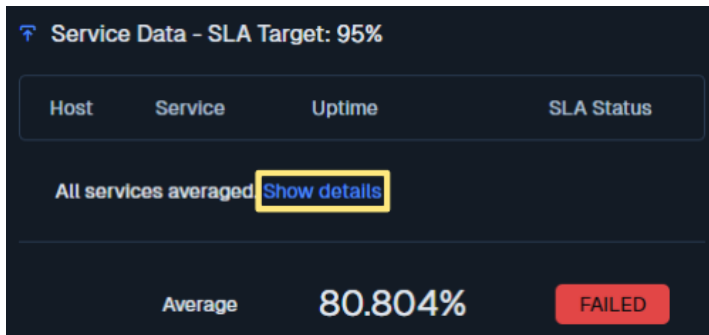 Service Data - SLA Target: 95%
Host Service Uptime SLA Status
All services averaged. Show details
Average 80.804% FAILED